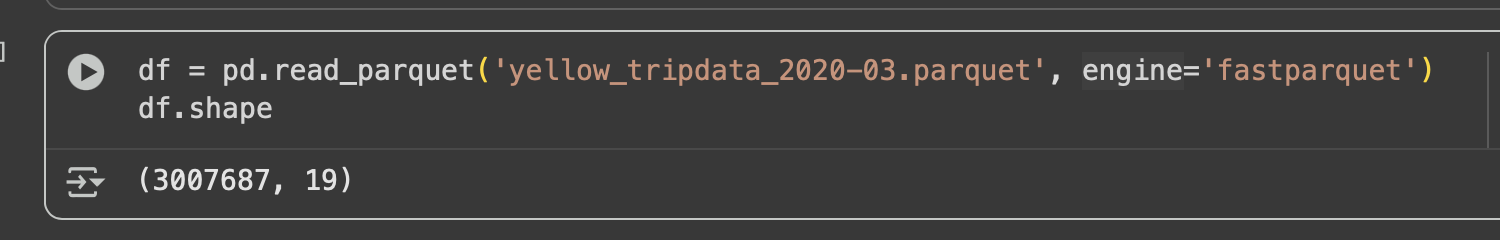 df = pd.read_parquet('yellow_tripdata_2020-03.parquet', engine='fastparquet')
df.shape
(3007687, 19)